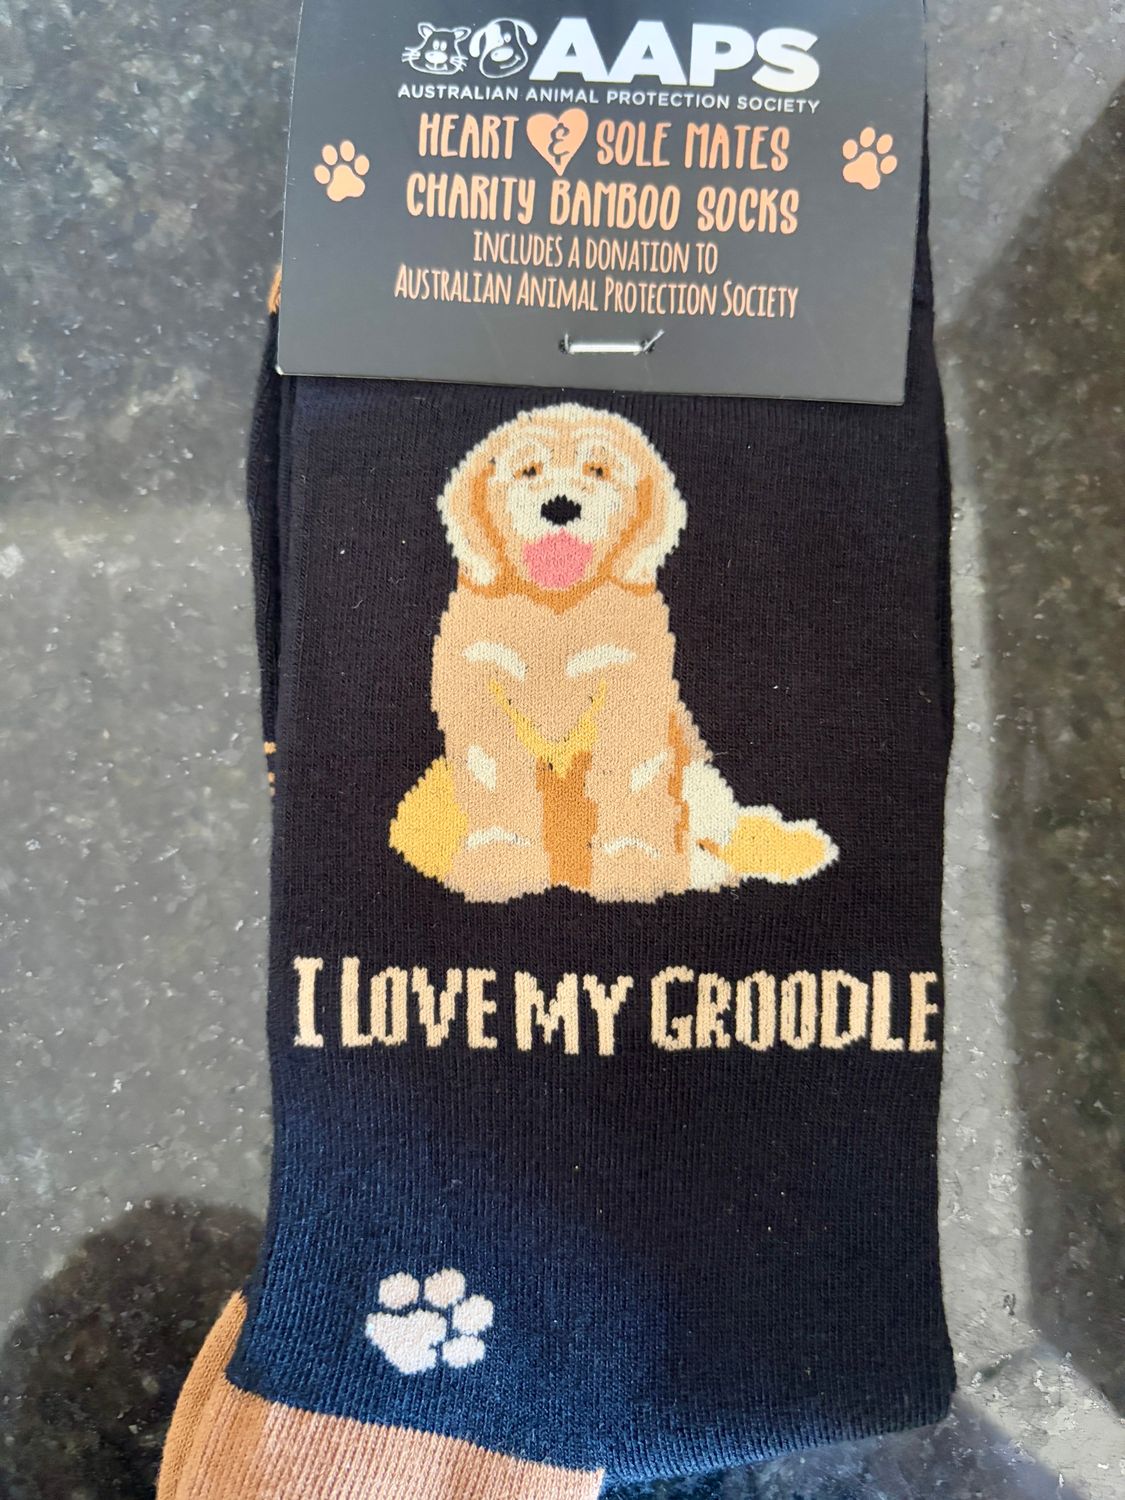 AAPS
AUSTRALIAN ANIMAL PROTECTION SOCIETY
HEART & SOLE MATES
CHARITY BAMBOO SOCKS
INCLUDES A DONATION TO
AUSTRALIAN ANIMAL PROTECTION SOCIETY
I LOVE MY GROODLE